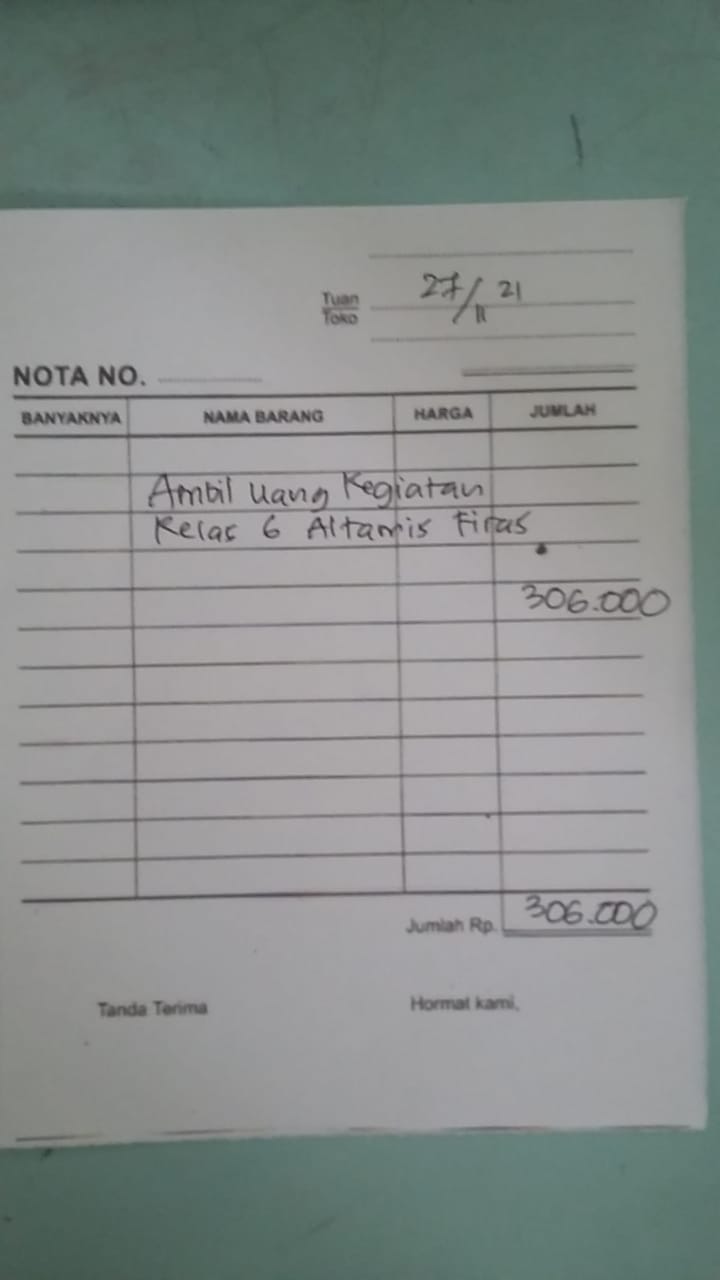 27/11 21
Tuan
Toko
NOTA NO.
BANYAKNYA NAMA BARANG HARGA JUMLAH
Ambil Uang Kegiatan
Kelas 6 Altamis Firas
306.000
Jumlah Rp. 306.000
Tanda Terima Hormat kami,